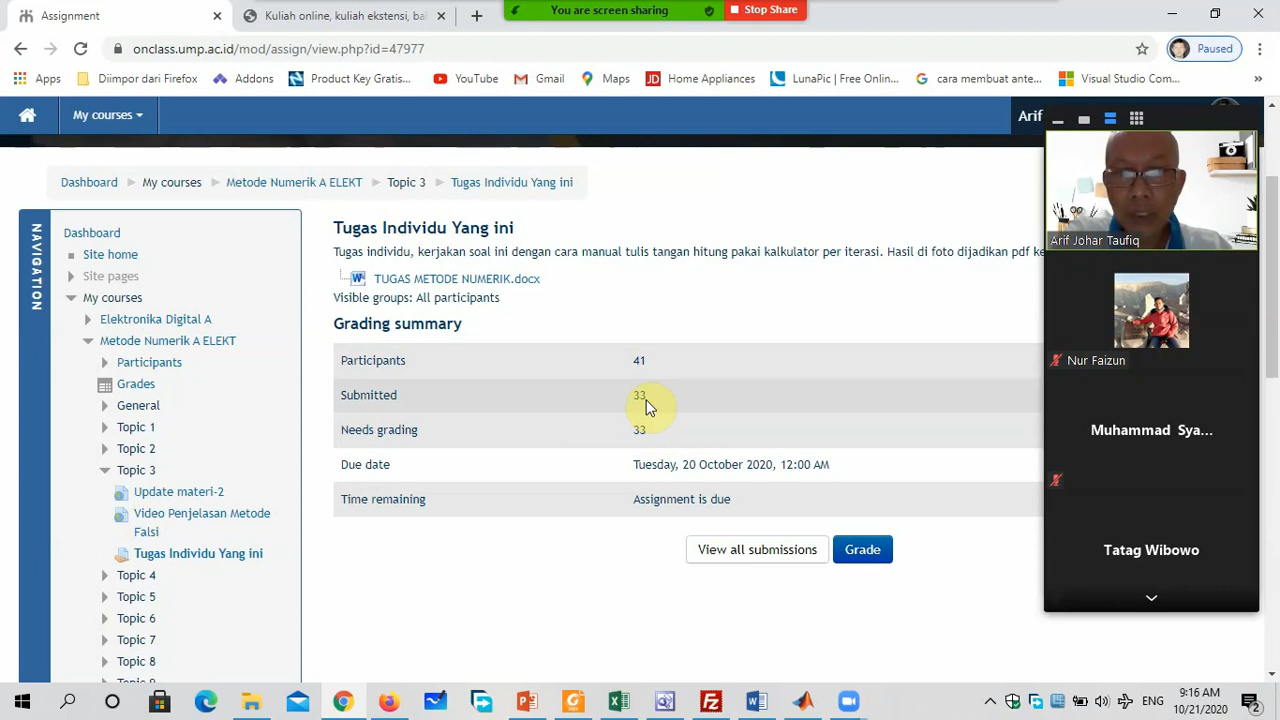 Assignment
Kuliah online, kuliah ekstensi, bal
You are screen sharing
Stop Share
onclass.ump.ac.id/mod/assign/view.php?id=47977
Paused
Apps
Diimpor dari Firefox
Addons
Product Key Gratis...
YouTube
Gmail
Maps
Home Appliances
LunaPic | Free Onlin...
cara membuat ante...
Visual Studio Com...
My courses
Arif
Dashboard
My courses
Metode Numerik A ELEKT
Topic 3
Tugas Individu Yang ini
NAVIGATION
Dashboard
Site home
Site pages
My courses
Elektronika Digital A
Metode Numerik A ELEKT
Participants
Grades
General
Topic 1
Topic 2
Topic 3
Update materi-2
Video Penjelasan Metode
Falsi
Tugas Individu Yang ini
Topic 4
Topic 5
Topic 6
Topic 7
Topic 8
Tugas Individu Yang ini
Tugas individu, kerjakan soal ini dengan cara manual tulis tangan hitung pakai kalkulator per iterasi. Hasil di foto dijadikan pdf ke
TUGAS METODE NUMERIK.docx
Visible groups: All participants
Grading summary
Participants 41
Submitted 33
Needs grading 33
Due date Tuesday, 20 October 2020, 12:00 AM
Time remaining Assignment is due
View all submissions
Grade
Arif Johar Taufiq
Nur Faizun
Muhammad Sya...
Tatag Wibowo
ENG
9:16 AM
10/21/2020
2